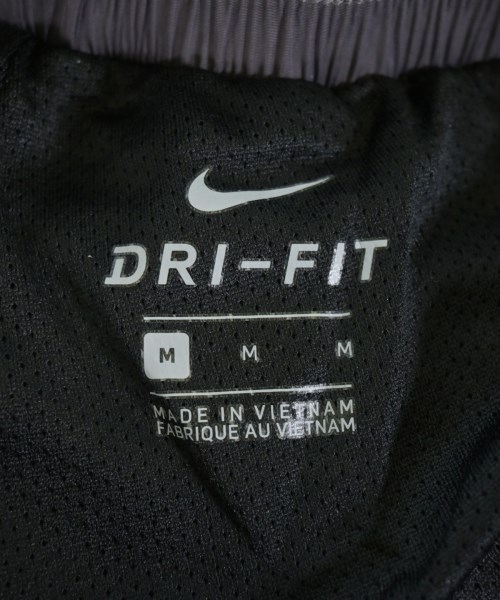 DRI-FIT
M M M
MADE IN VIETNAM
FABRIQUE AU VIETNAM